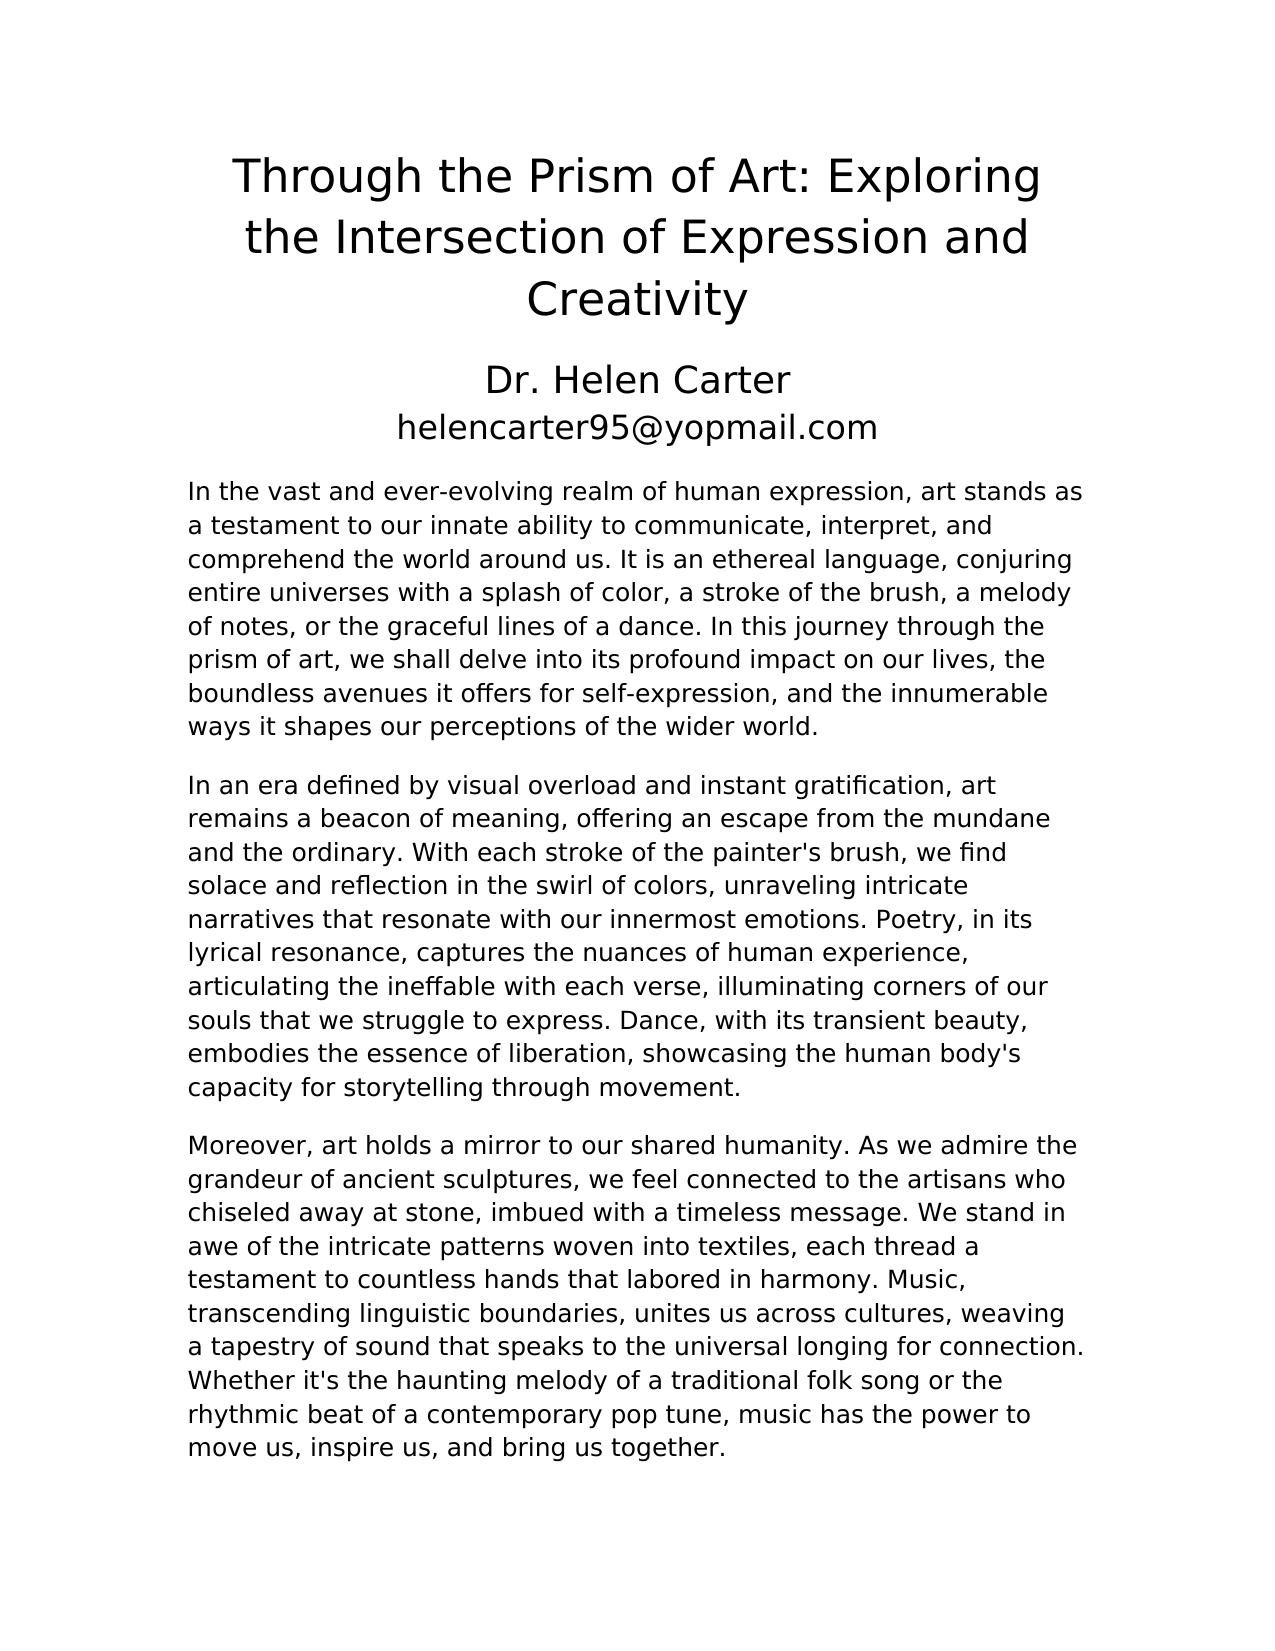 Through the Prism of Art: Exploring
the Intersection of Expression and
Creativity
Dr. Helen Carter
helencarter95@yopmail.com
In the vast and ever-evolving realm of human expression, art stands as
a testament to our innate ability to communicate, interpret, and
comprehend the world around us. It is an ethereal language, conjuring
entire universes with a splash of color, a stroke of the brush, a melody
of notes, or the graceful lines of a dance. In this journey through the
prism of art, we shall delve into its profound impact on our lives, the
boundless avenues it offers for self-expression, and the innumerable
ways it shapes our perceptions of the wider world.
In an era defined by visual overload and instant gratification, art
remains a beacon of meaning, offering an escape from the mundane
and the ordinary. With each stroke of the painter's brush, we find
solace and reflection in the swirl of colors, unraveling intricate
narratives that resonate with our innermost emotions. Poetry, in its
lyrical resonance, captures the nuances of human experience,
articulating the ineffable with each verse, illuminating corners of our
souls that we struggle to express. Dance, with its transient beauty,
embodies the essence of liberation, showcasing the human body's
capacity for storytelling through movement.
Moreover, art holds a mirror to our shared humanity. As we admire the
grandeur of ancient sculptures, we feel connected to the artisans who
chiseled away at stone, imbued with a timeless message. We stand in
awe of the intricate patterns woven into textiles, each thread a
testament to countless hands that labored in harmony. Music,
transcending linguistic boundaries, unites us across cultures, weaving
a tapestry of sound that speaks to the universal longing for connection.
Whether it's the haunting melody of a traditional folk song or the
rhythmic beat of a contemporary pop tune, music has the power to
move us, inspire us, and bring us together.